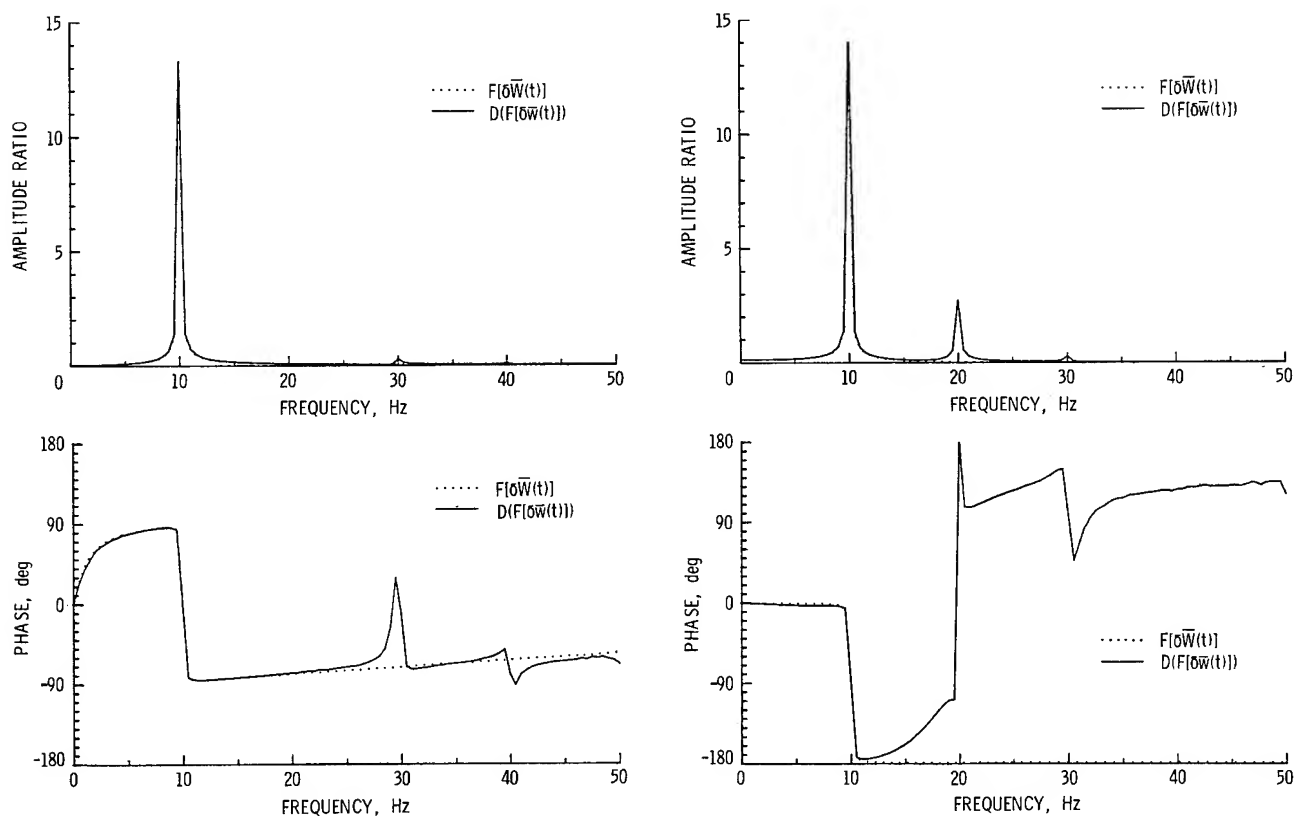 15
10
5
AMPLITUDE RATIO
F[δW̅(t)]
D(F[δw̅(t)])
0 10 20 30 40 50
FREQUENCY, Hz
15
10
5
AMPLITUDE RATIO
F[δW̅(t)]
D(F[δw̅(t)])
0 10 20 30 40 50
FREQUENCY, Hz
180
90
0
-90
-180
PHASE, deg
F[δW̅(t)]
D(F[δw̅(t)])
0 10 20 30 40 50
FREQUENCY, Hz
180
90
0
-90
-180
PHASE, deg
F[δW̅(t)]
D(F[δw̅(t)])
0 10 20 30 40 50
FREQUENCY, Hz